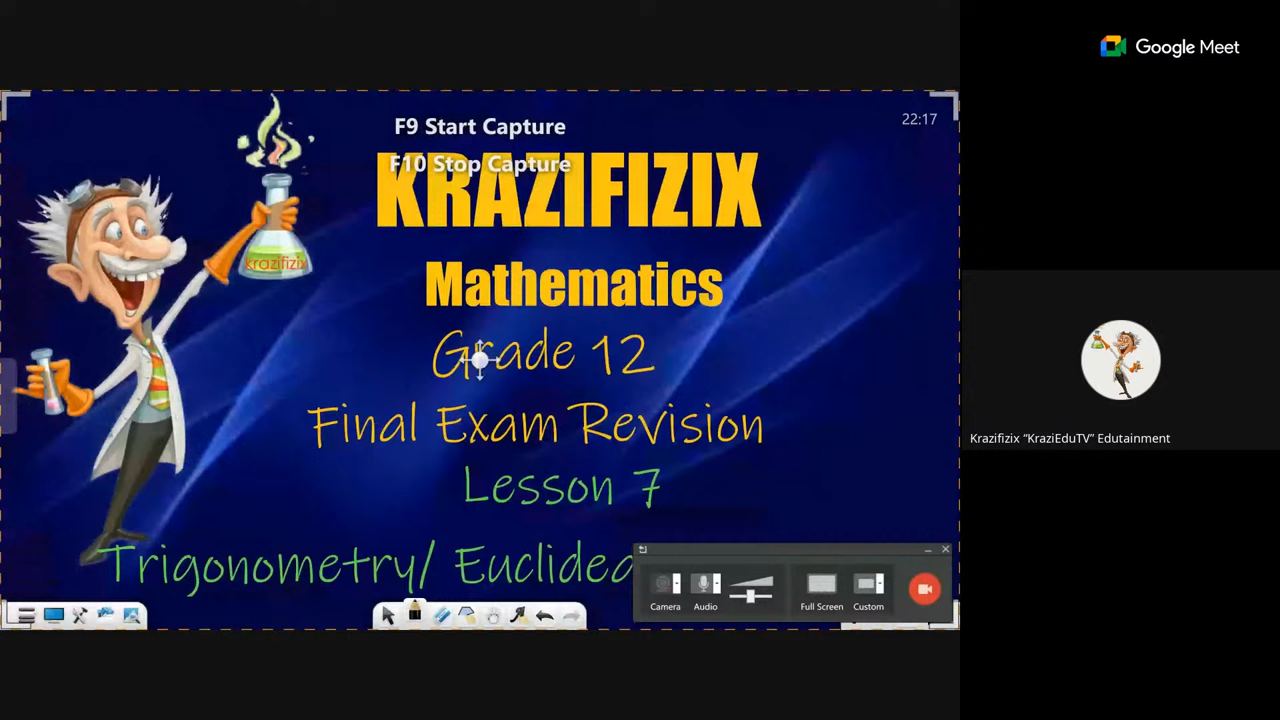 Google Meet
F9 Start Capture
22:17
F10 Stop Capture
KRAZIFIZIX
krazifizix
Mathematics
Grade 12
Final Exam Revision
Lesson 7
Trigonometry/ Euclidea
Camera
Audio
Full Screen
Custom
Krazifizix “KraziEduTV” Edutainment